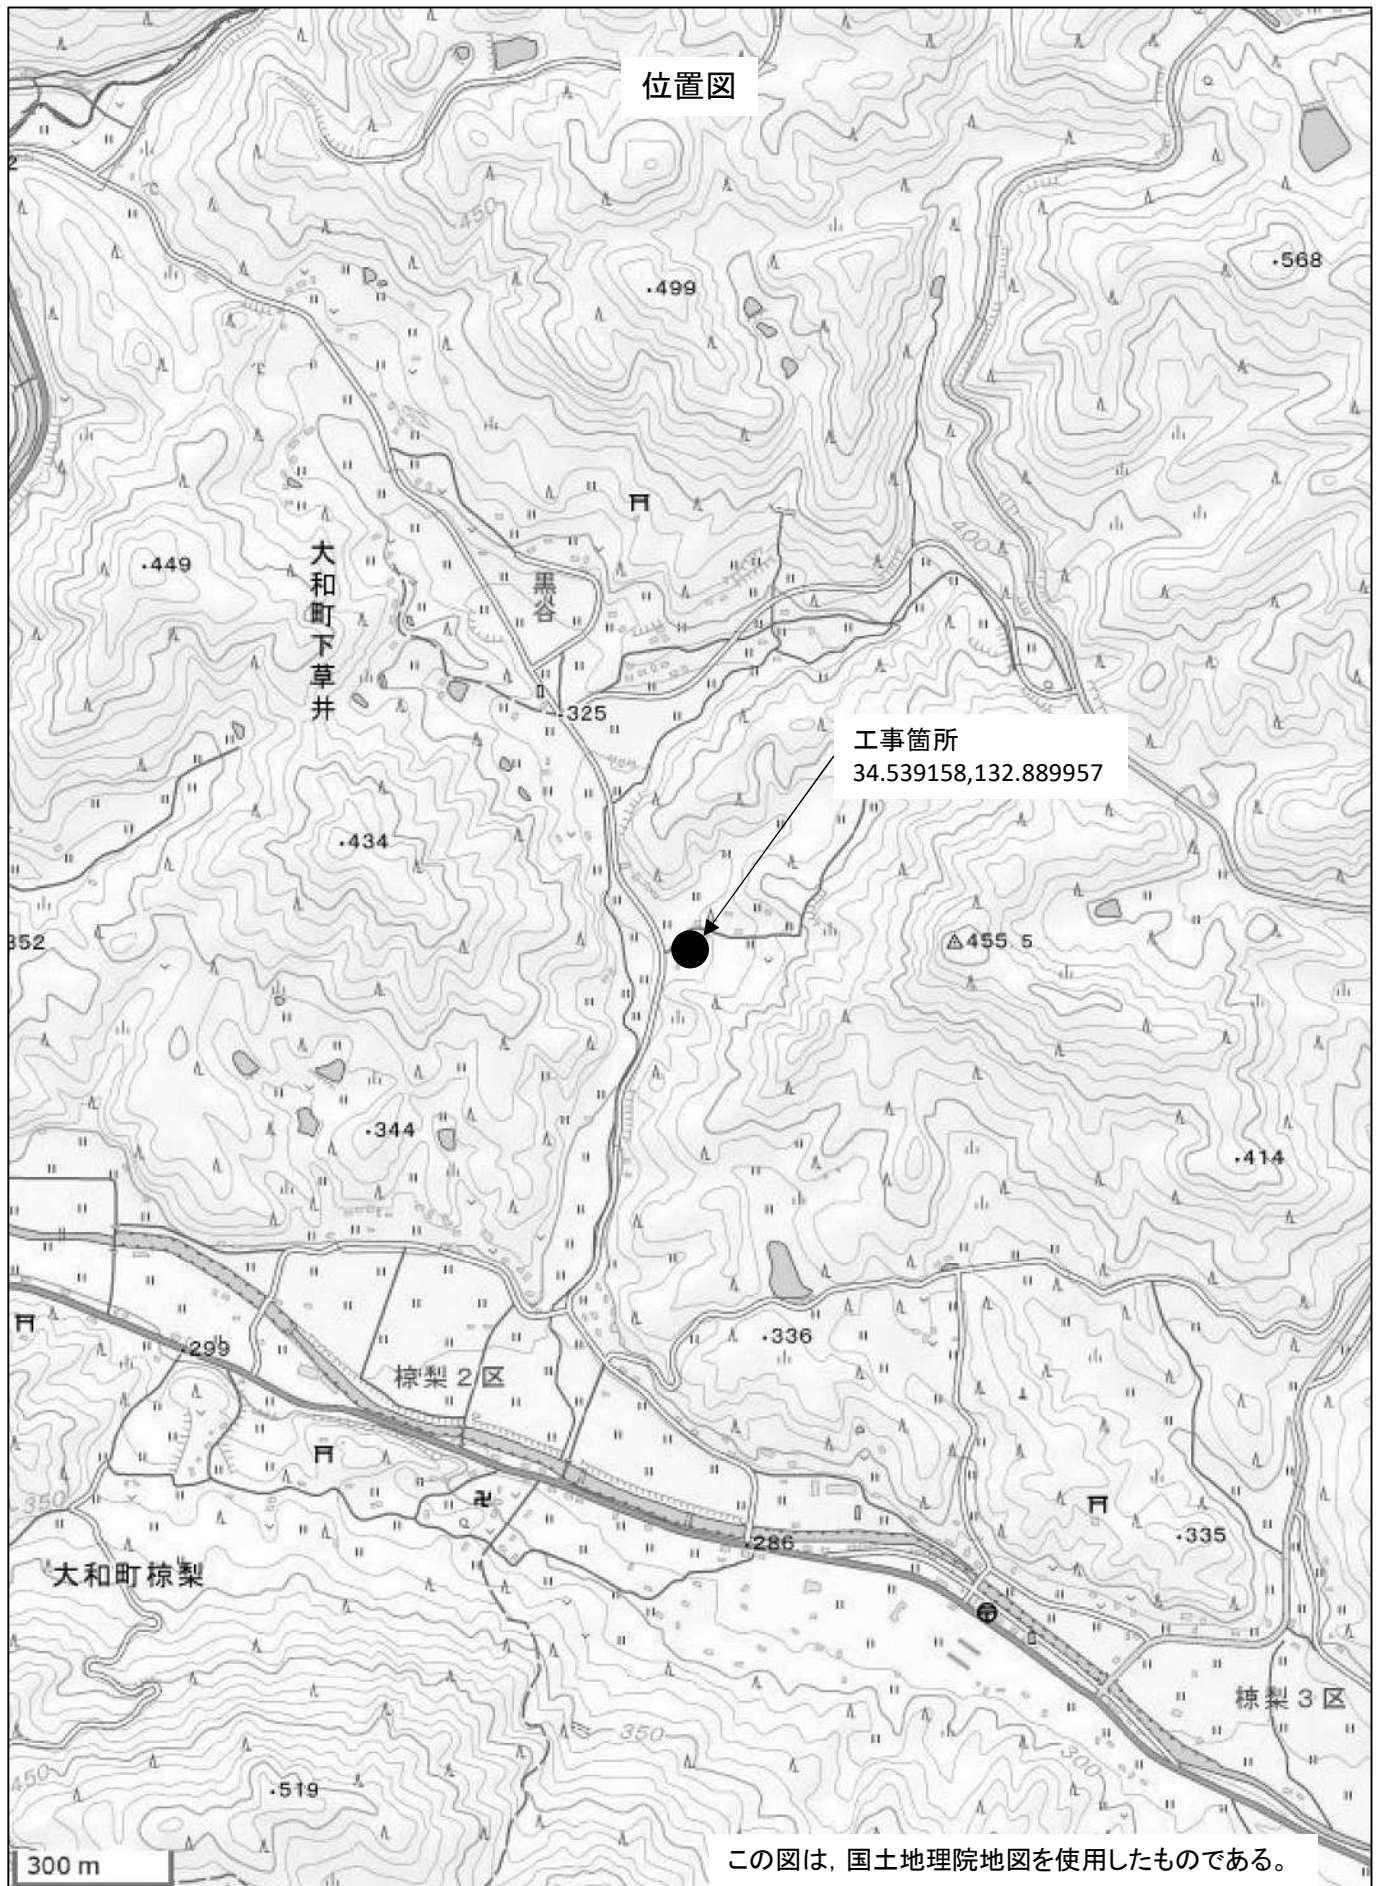 位置図
2
450
・499
・568
400
・449
大和町下草井
黒谷
・325
工事箇所
34.539158,132.889957
・434
352
455.5
・344
・414
・336
・299
椋梨2区
350
・335
・286
大和町椋梨
椋梨3区
350
300
450
・519
300 m
この図は，国土地理院地図を使用したものである。